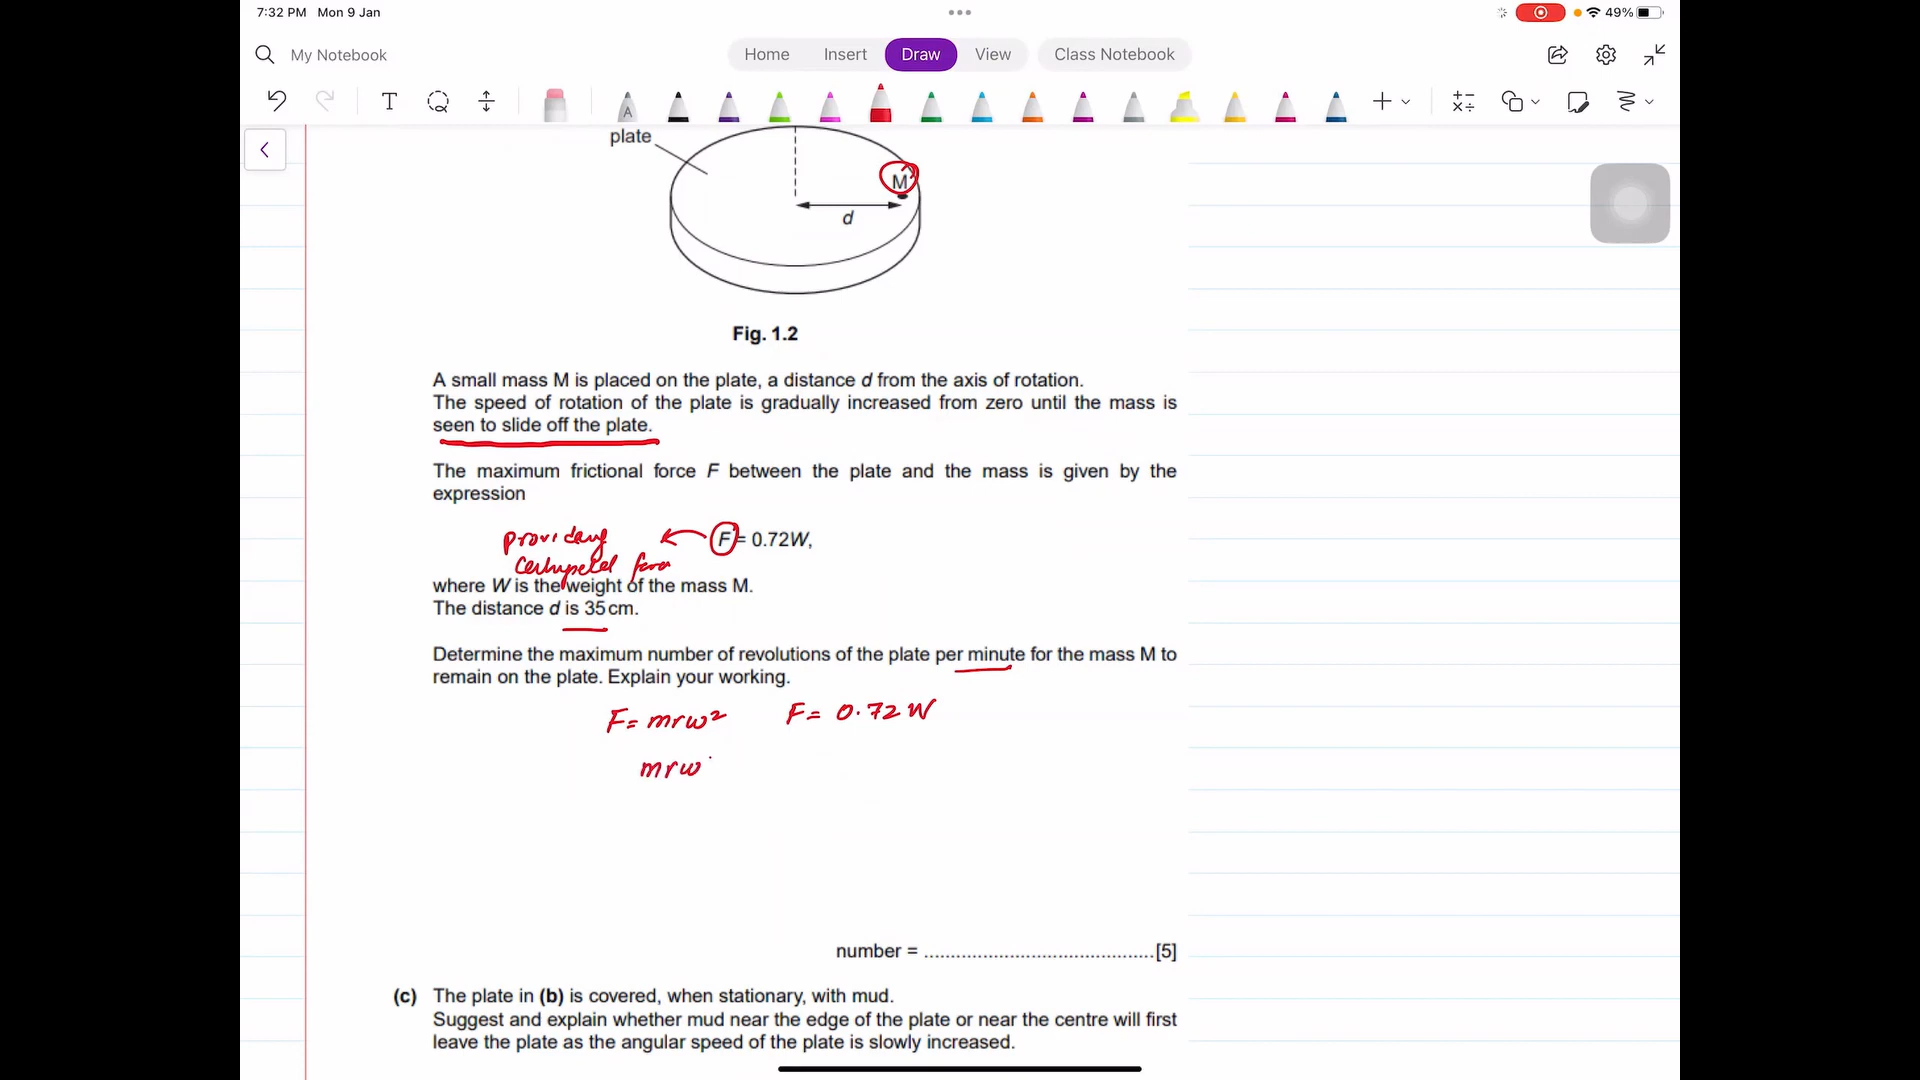 7:32 PM Mon 9 Jan
49%
My Notebook
Home Insert Draw View Class Notebook
T
A
plate
M
d
Fig. 1.2
A small mass M is placed on the plate, a distance d from the axis of rotation.
The speed of rotation of the plate is gradually increased from zero until the mass is
seen to slide off the plate.
The maximum frictional force F between the plate and the mass is given by the
expression
F = 0.72W,
where W is the weight of the mass M.
The distance d is 35 cm.
Determine the maximum number of revolutions of the plate per minute for the mass M to
remain on the plate. Explain your working.
F= mrw² F= 0.72 W
mrw
number = ..........................................[5]
(c) The plate in (b) is covered, when stationary, with mud.
Suggest and explain whether mud near the edge of the plate or near the centre will first
leave the plate as the angular speed of the plate is slowly increased.